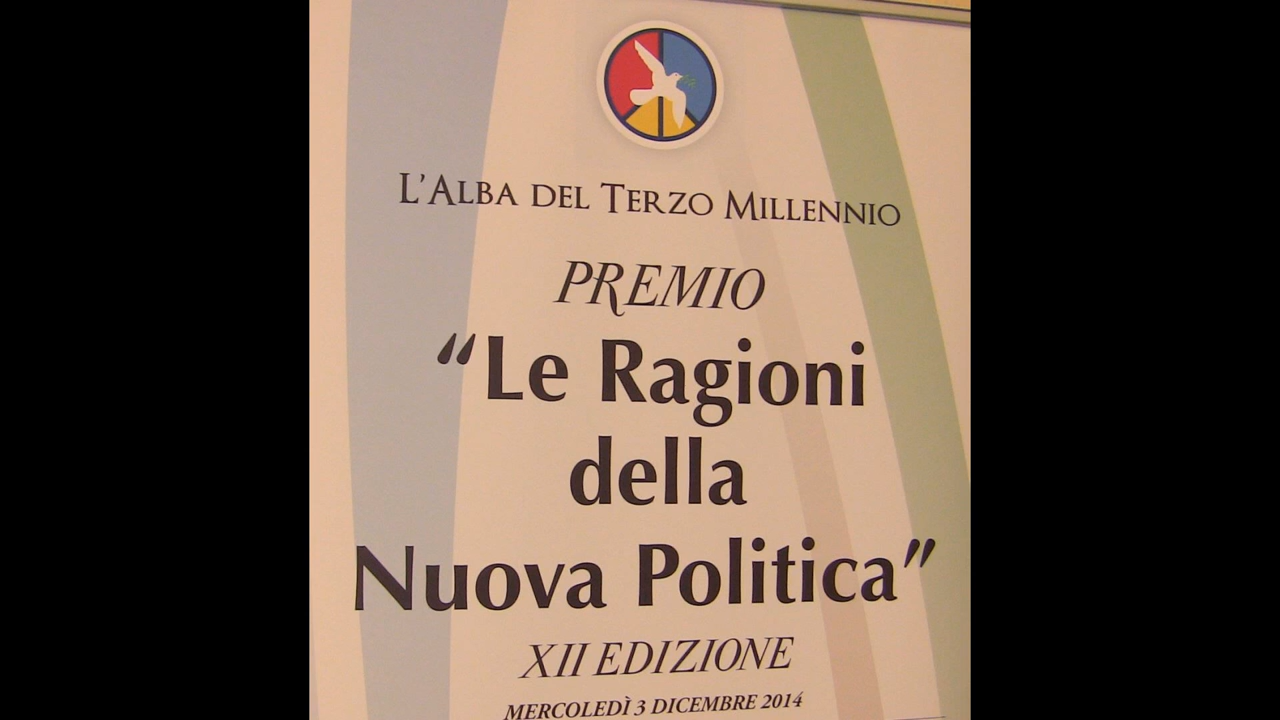 L'ALBA DEL TERZO MILLENNIO
PREMIO
“Le Ragioni
della
Nuova Politica”
XII EDIZIONE
MERCOLEDÌ 3 DICEMBRE 2014